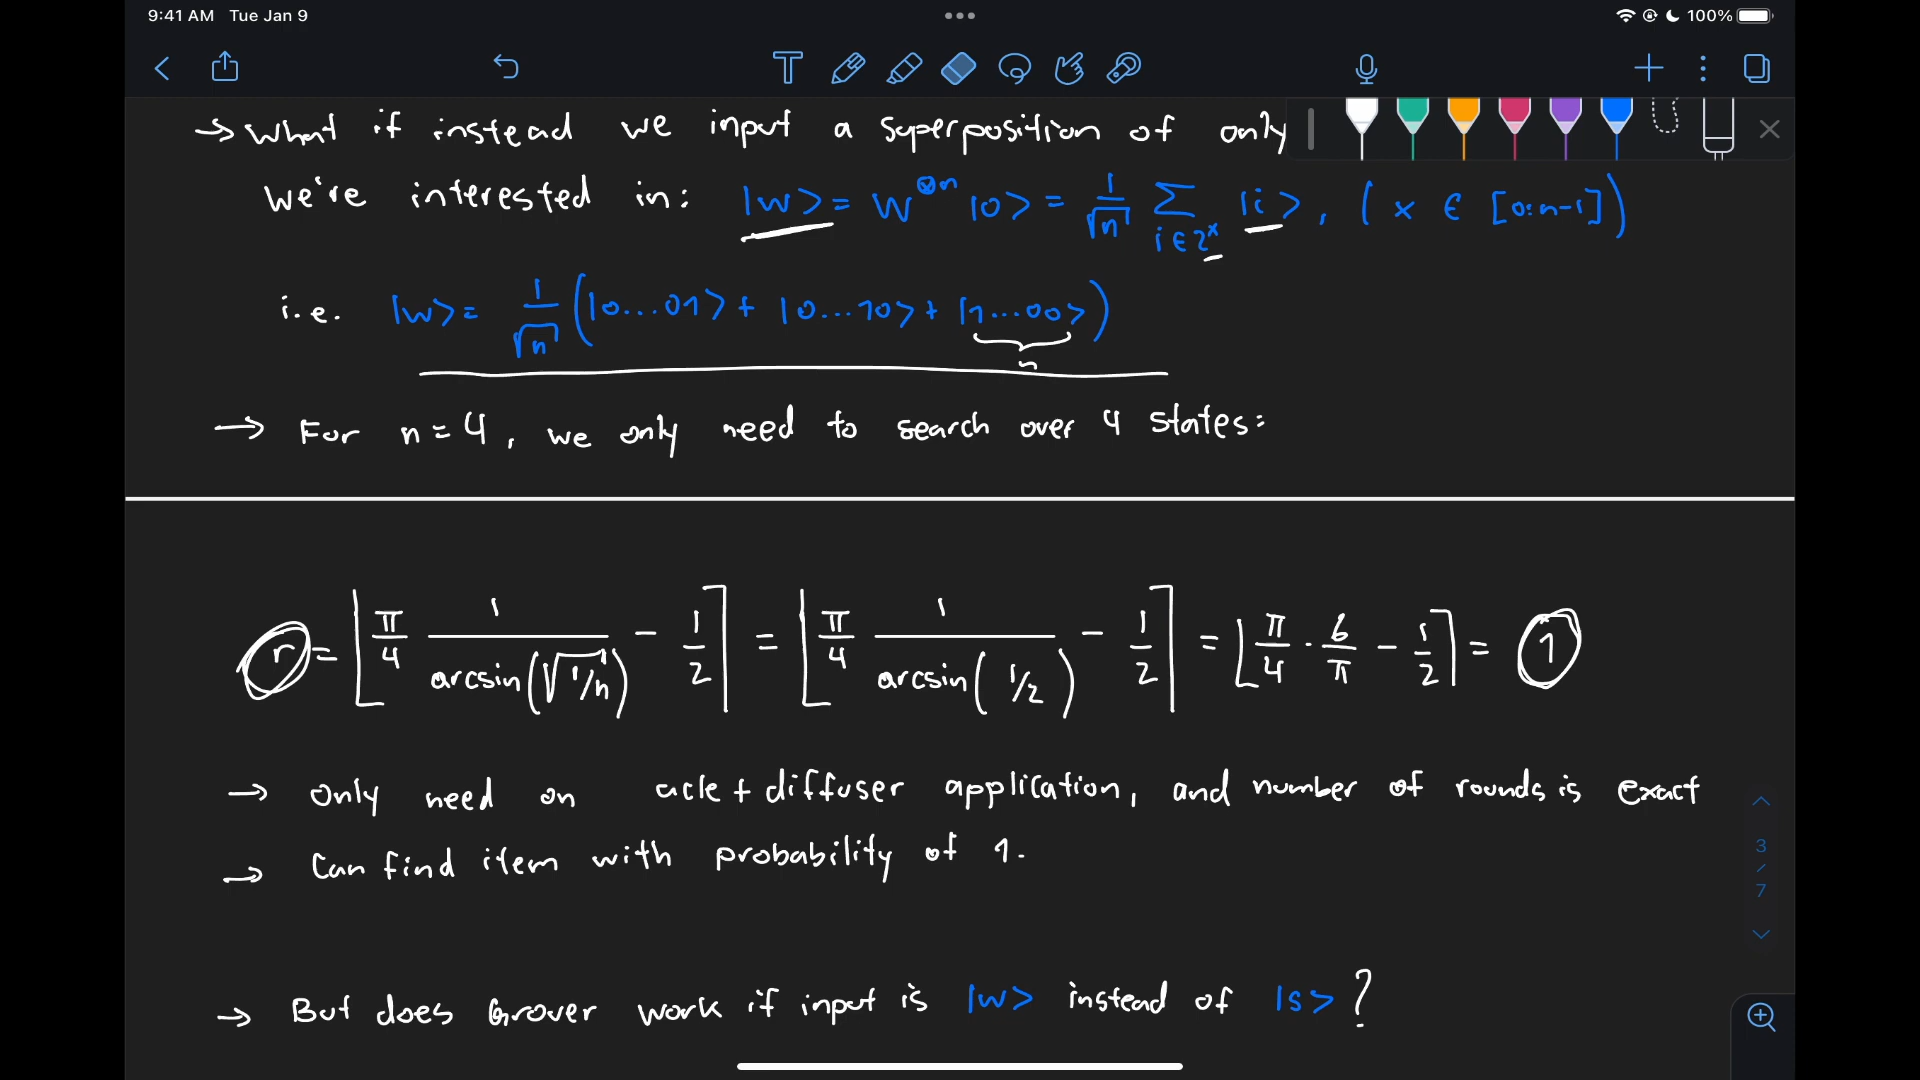 9:41 AM Tue Jan 9
100%
→ What if instead we input a superposition of only
we're interested in: |w> = W^⊗n |0> = 1/√n Σ_{i ∈ 2^x} |i>, (x ∈ [0:n-1])
i.e. |w> = 1/√n (|0...01> + |0...10> + |1...00>)
n
→ For n=4, we only need to search over 4 states:
r = ⌊π/4 1/arcsin(√1/n) - 1/2⌉ = ⌊π/4 1/arcsin(1/2) - 1/2⌉ = ⌊π/4 · 6/π - 1/2⌉ = 1
→ only need on acle + diffuser application, and number of rounds is exact
→ Can find item with probability of 1.
→ But does Grover work if input is |w> instead of |s>?
3
/
7